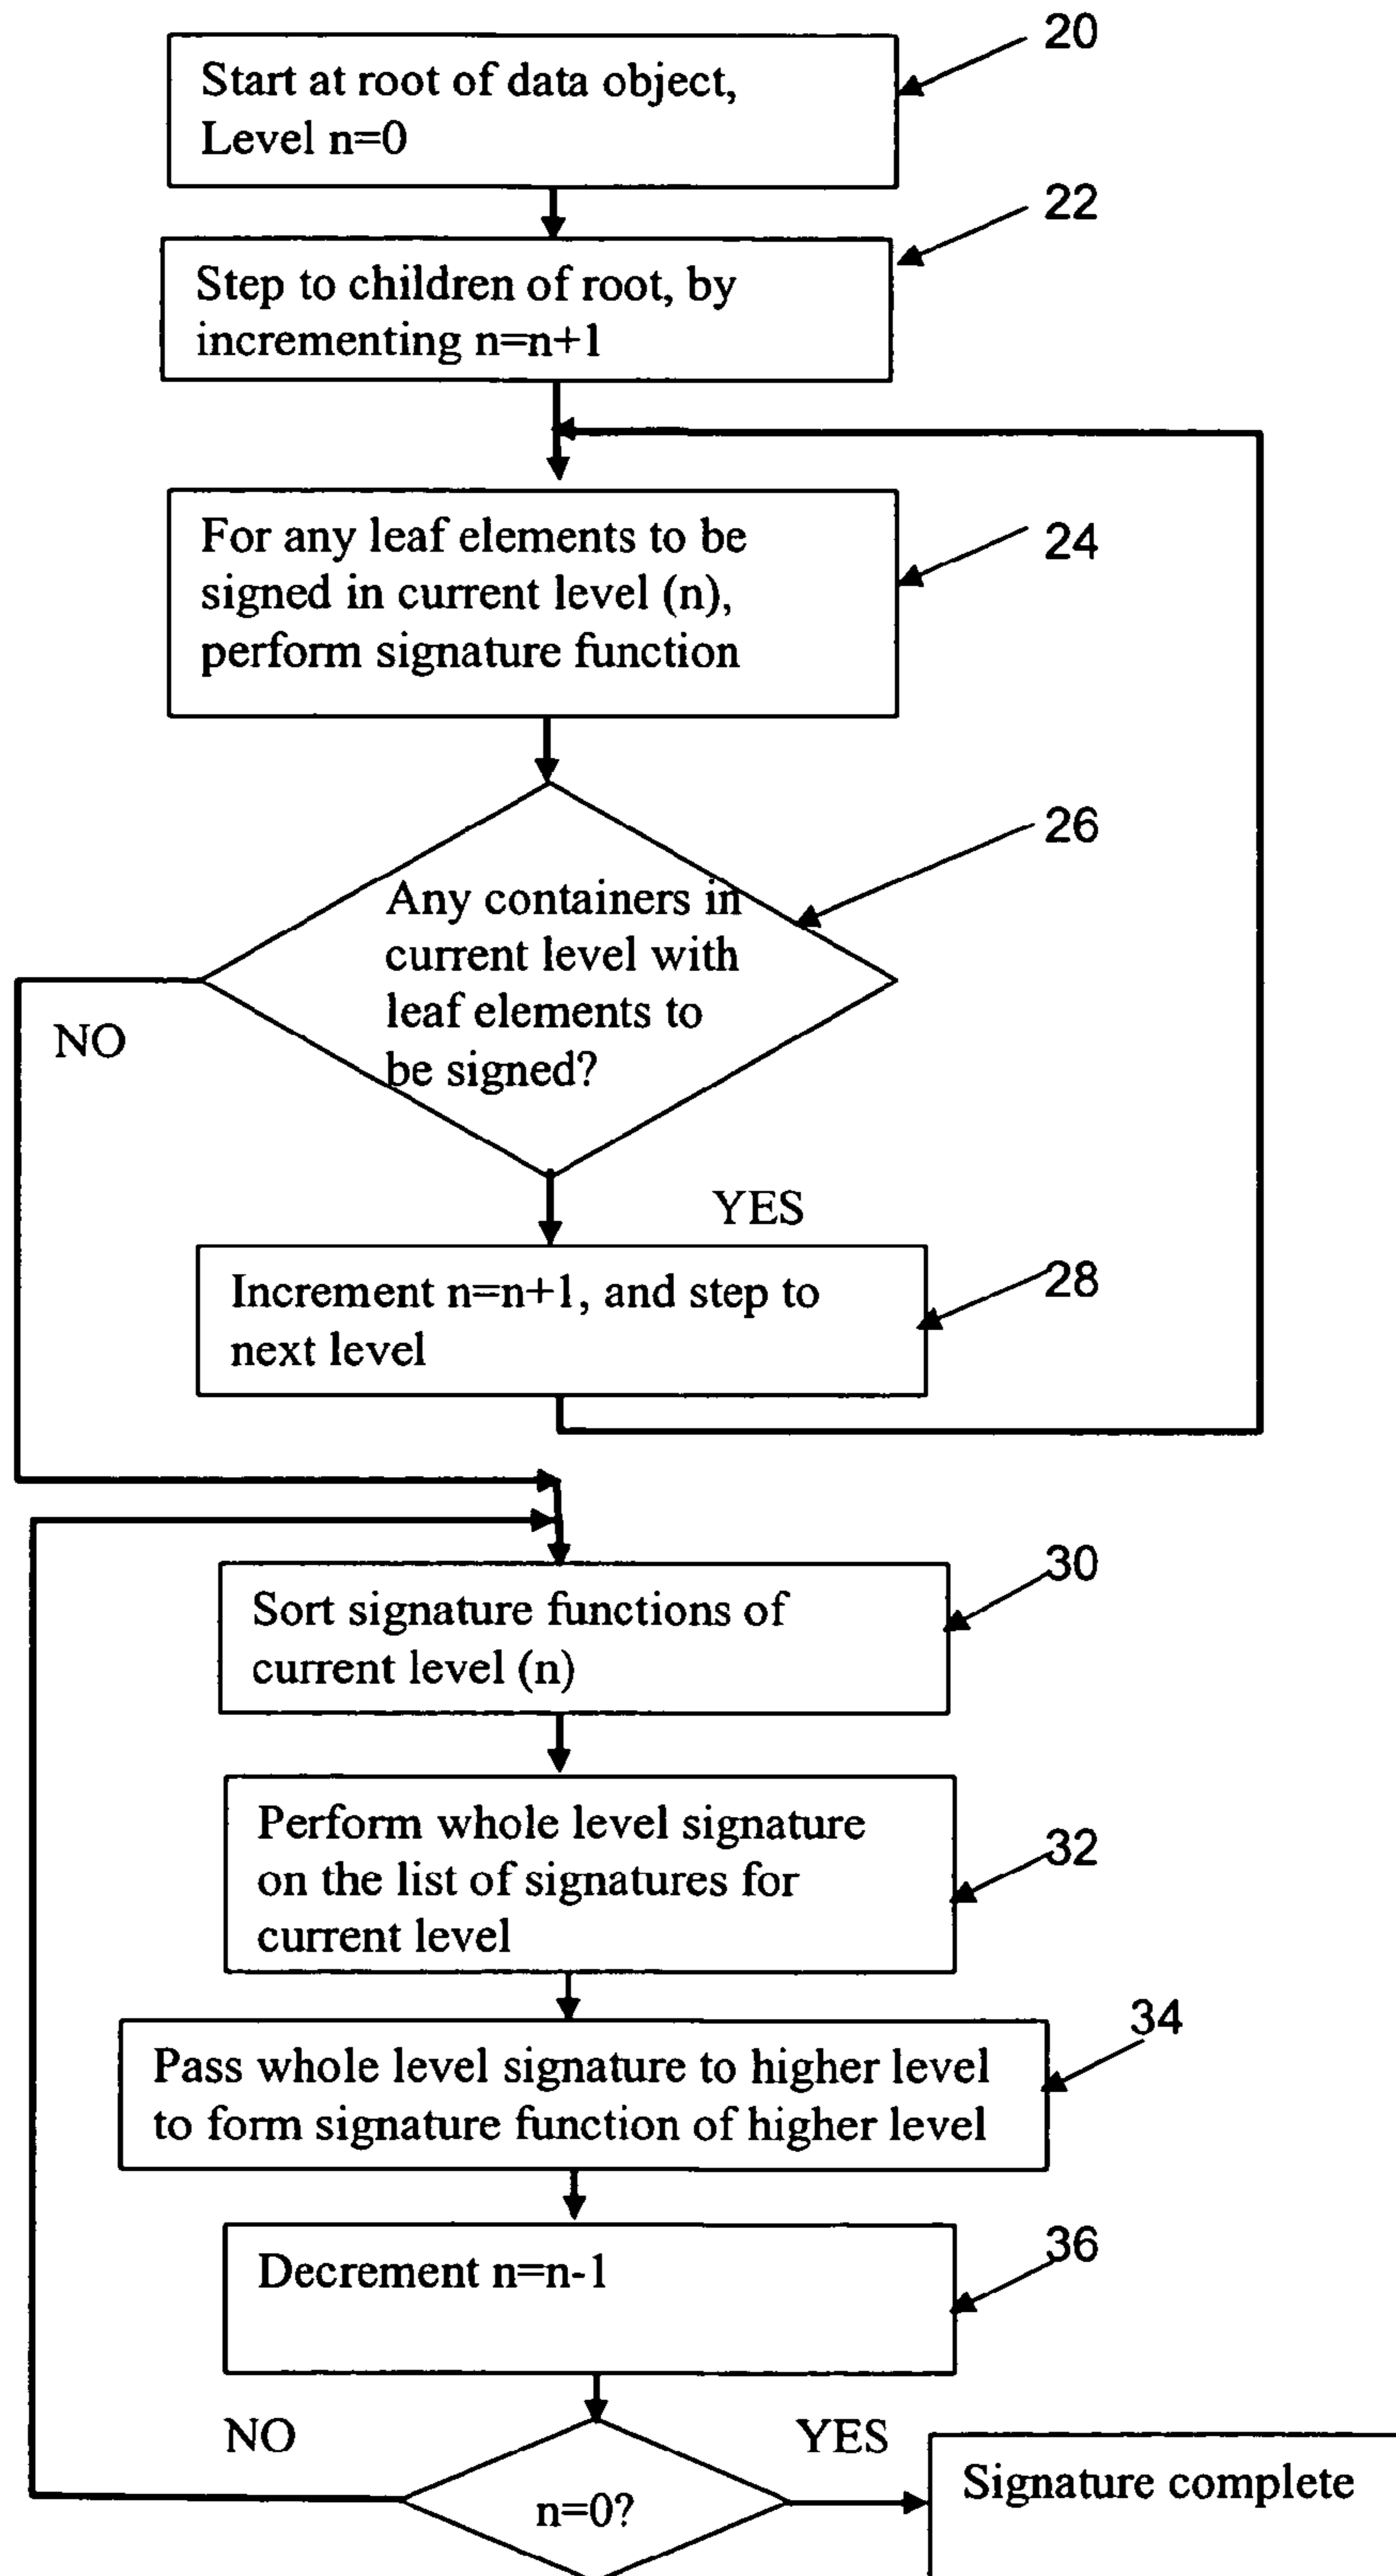 20
Start at root of data object,
Level n=0
22
Step to children of root, by
incrementing n=n+1
For any leaf elements to be
signed in current level (n),
perform signature function
24
26
Any containers in
current level with
leaf elements to
be signed?
NO
YES
Increment n=n+1, and step to
next level
28
30
Sort signature functions of
current level (n)
Perform whole level signature
on the list of signatures for
current level
32
34
Pass whole level signature to higher level
to form signature function of higher level
Decrement n=n-1
36
NO
YES
n=0?
Signature complete